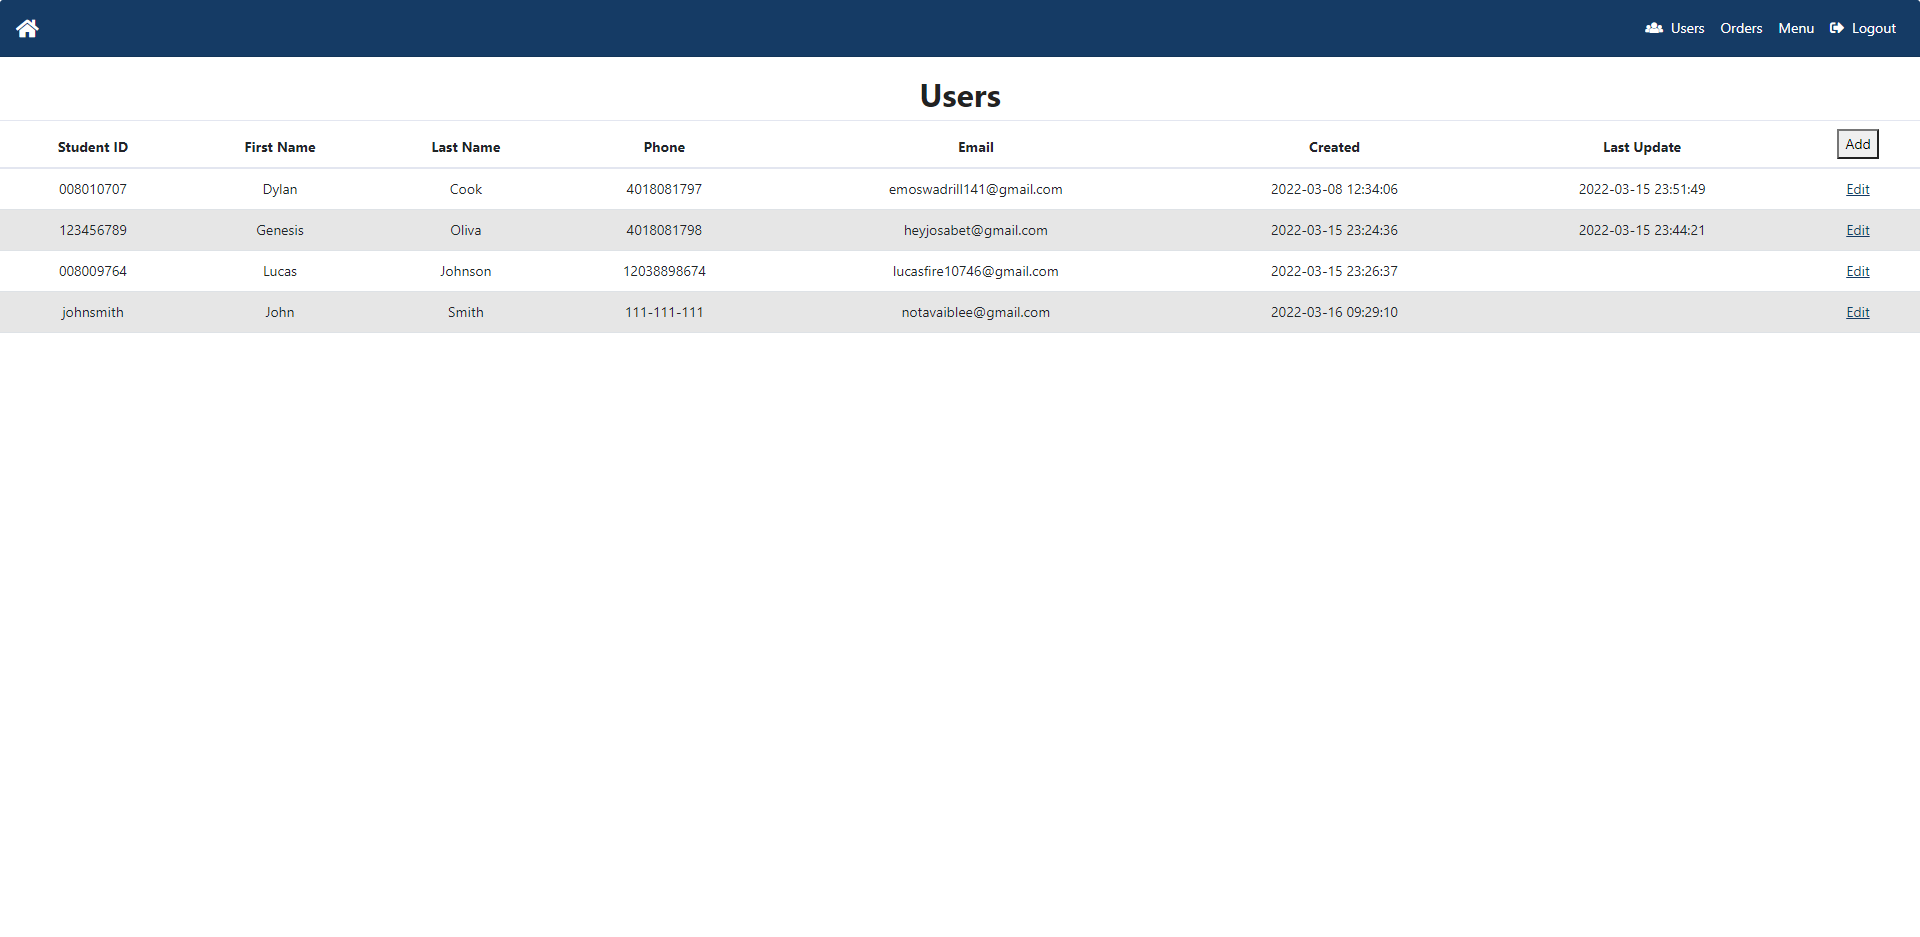 Users Orders Menu Logout
Users
Student ID First Name Last Name Phone Email Created Last Update Add
008010707 Dylan Cook 4018081797 emoswadrill141@gmail.com 2022-03-08 12:34:06 2022-03-15 23:51:49 Edit
123456789 Genesis Oliva 4018081798 heyjosabet@gmail.com 2022-03-15 23:24:36 2022-03-15 23:44:21 Edit
008009764 Lucas Johnson 12038898674 lucasfire10746@gmail.com 2022-03-15 23:26:37 Edit
johnsmith John Smith 111-111-111 notavaiblee@gmail.com 2022-03-16 09:29:10 Edit